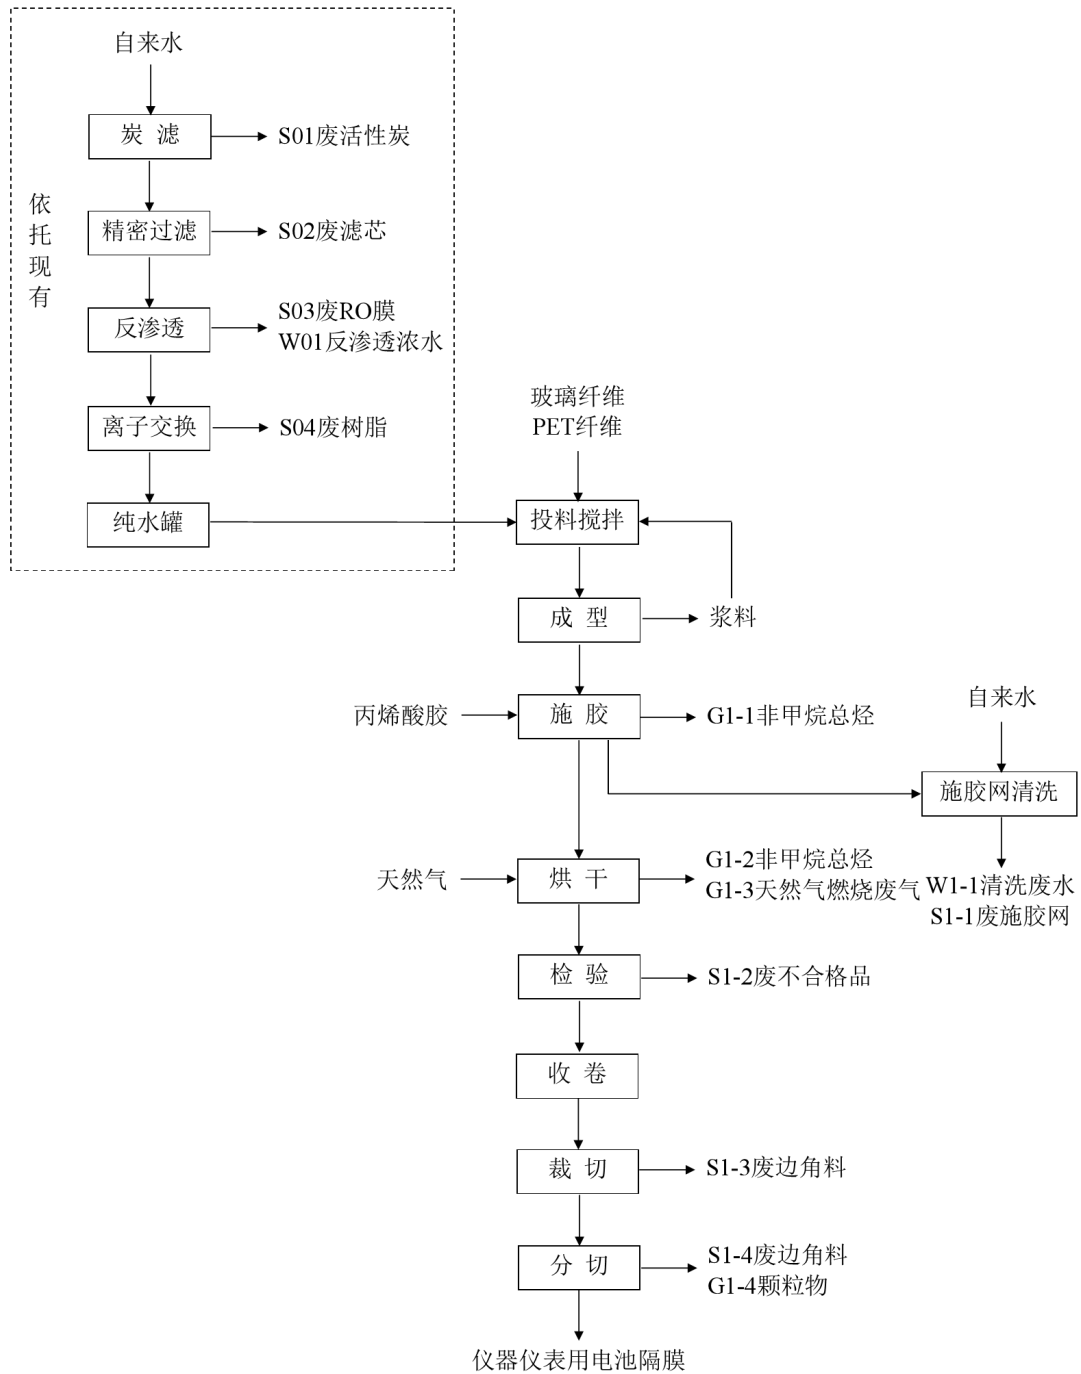 自来水
炭 滤
S01废活性炭
依托现有
精密过滤
S02废滤芯
反渗透
S03废RO膜
W01反渗透浓水
离子交换
S04废树脂
纯水罐
玻璃纤维
PET纤维
投料搅拌
成 型
浆料
丙烯酸胶
施 胶
G1-1非甲烷总烃
自来水
施胶网清洗
W1-1清洗废水
S1-1废施胶网
天然气
烘 干
G1-2非甲烷总烃
G1-3天然气燃烧废气
检 验
S1-2废不合格品
收 卷
裁 切
S1-3废边角料
分 切
S1-4废边角料
G1-4颗粒物
仪器仪表用电池隔膜